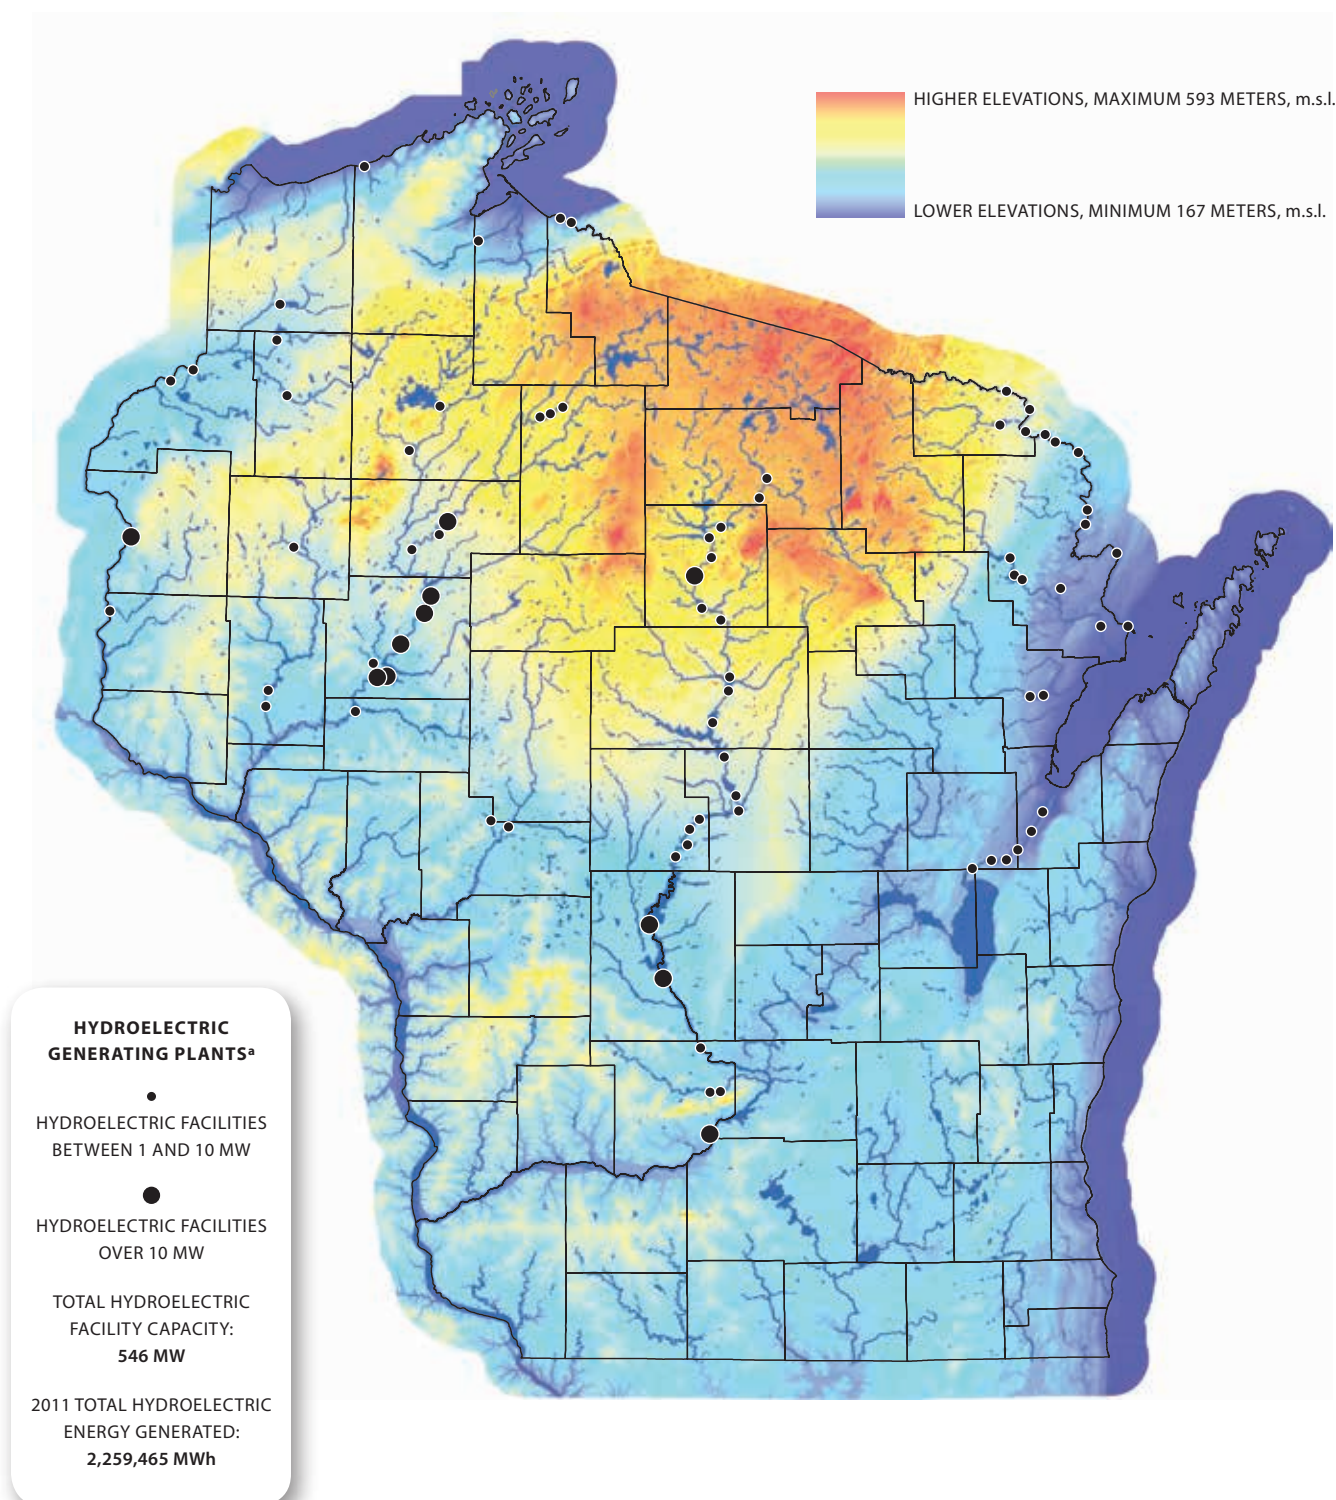 HIGHER ELEVATIONS, MAXIMUM 593 METERS, m.s.l.
LOWER ELEVATIONS, MINIMUM 167 METERS, m.s.l.
HYDROELECTRIC
GENERATING PLANTSª
HYDROELECTRIC FACILITIES
BETWEEN 1 AND 10 MW
HYDROELECTRIC FACILITIES
OVER 10 MW
TOTAL HYDROELECTRIC
FACILITY CAPACITY:
546 MW
2011 TOTAL HYDROELECTRIC
ENERGY GENERATED:
2,259,465 MWh